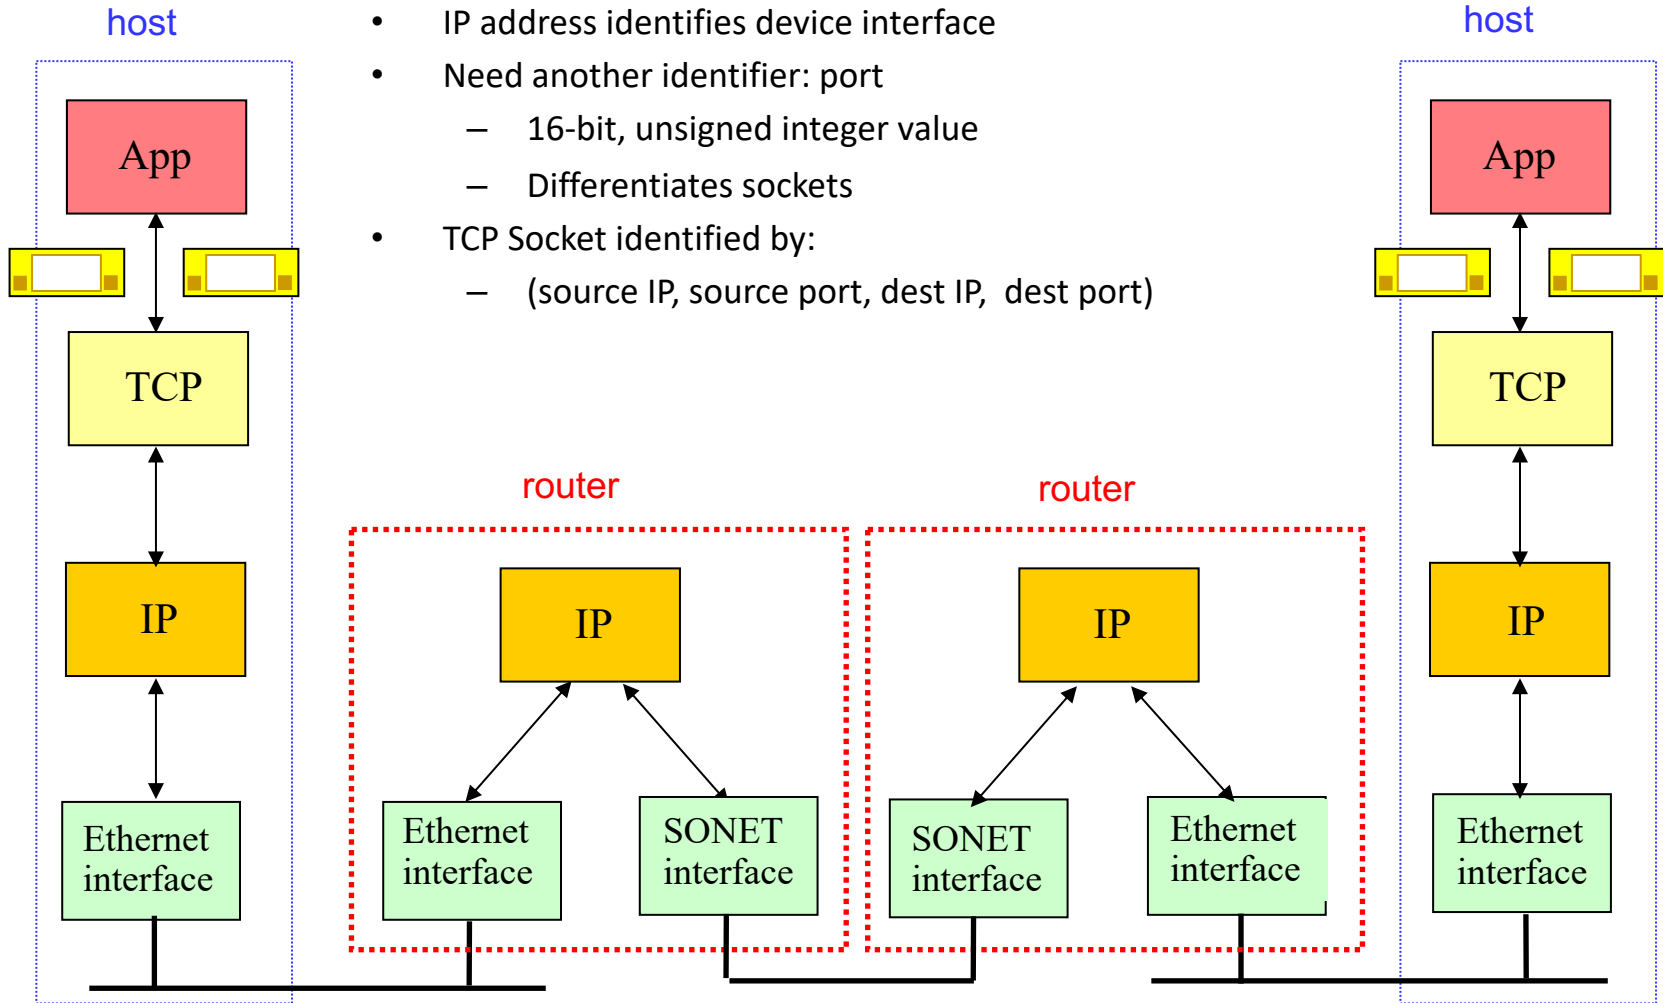 host
• IP address identifies device interface
• Need another identifier: port
– 16-bit, unsigned integer value
– Differentiates sockets
• TCP Socket identified by:
– (source IP, source port, dest IP, dest port)
host
App
App
TCP
TCP
router
router
IP
IP
IP
IP
Ethernet
interface
Ethernet
interface
SONET
interface
SONET
interface
Ethernet
interface
Ethernet
interface